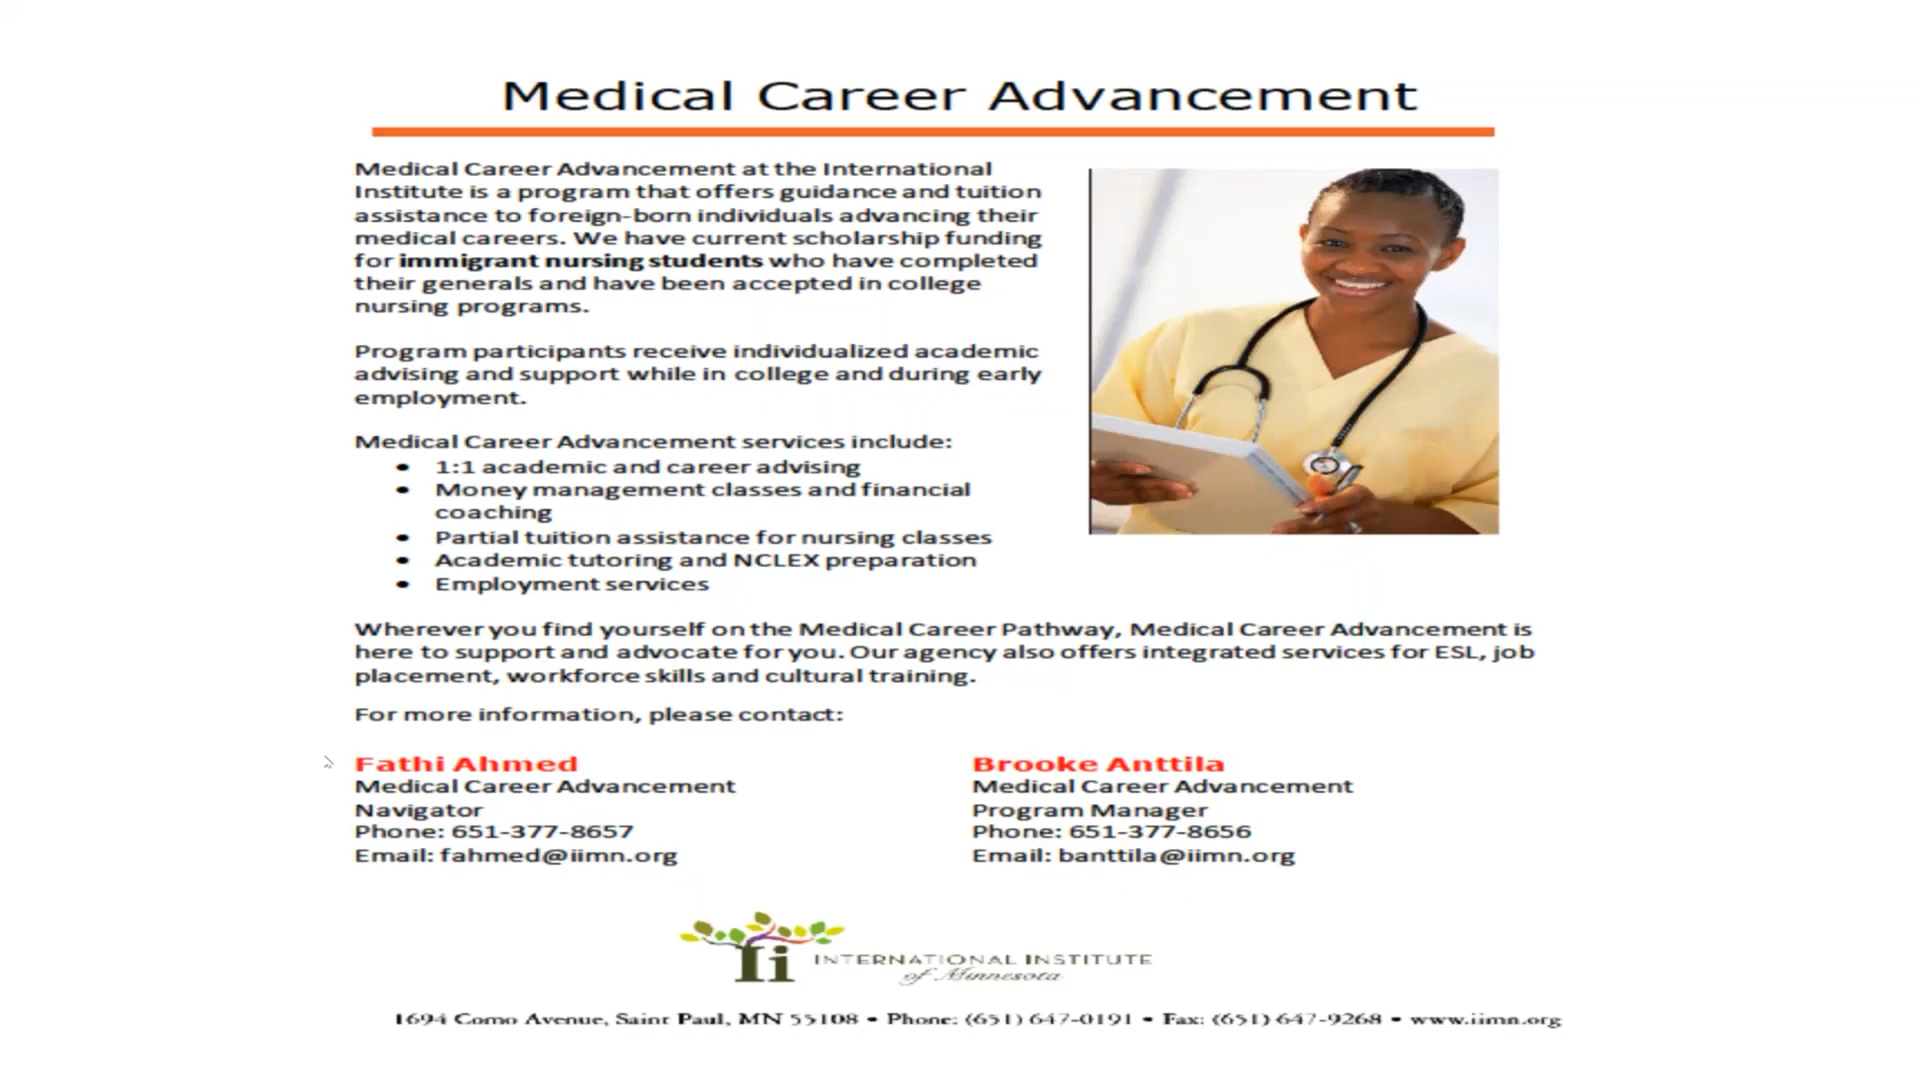 Medical Career Advancement
Medical Career Advancement at the International
Institute is a program that offers guidance and tuition
assistance to foreign-born individuals advancing their
medical careers. We have current scholarship funding
for immigrant nursing students who have completed
their generals and have been accepted in college
nursing programs.
Program participants receive individualized academic
advising and support while in college and during early
employment.
Medical Career Advancement services include:
• 1:1 academic and career advising
• Money management classes and financial
coaching
• Partial tuition assistance for nursing classes
• Academic tutoring and NCLEX preparation
• Employment services
Wherever you find yourself on the Medical Career Pathway, Medical Career Advancement is
here to support and advocate for you. Our agency also offers integrated services for ESL, job
placement, workforce skills and cultural training.
For more information, please contact:
Fathi Ahmed
Medical Career Advancement
Navigator
Phone: 651-377-8657
Email: fahmed@iimn.org
Brooke Anttila
Medical Career Advancement
Program Manager
Phone: 651-377-8656
Email: banttila@iimn.org
Ii INTERNATIONAL INSTITUTE
of Minnesota
1694 Como Avenue, Saint Paul, MN 55108 • Phone: (651) 647-0191 • Fax: (651) 647-9268 • www.iimn.org